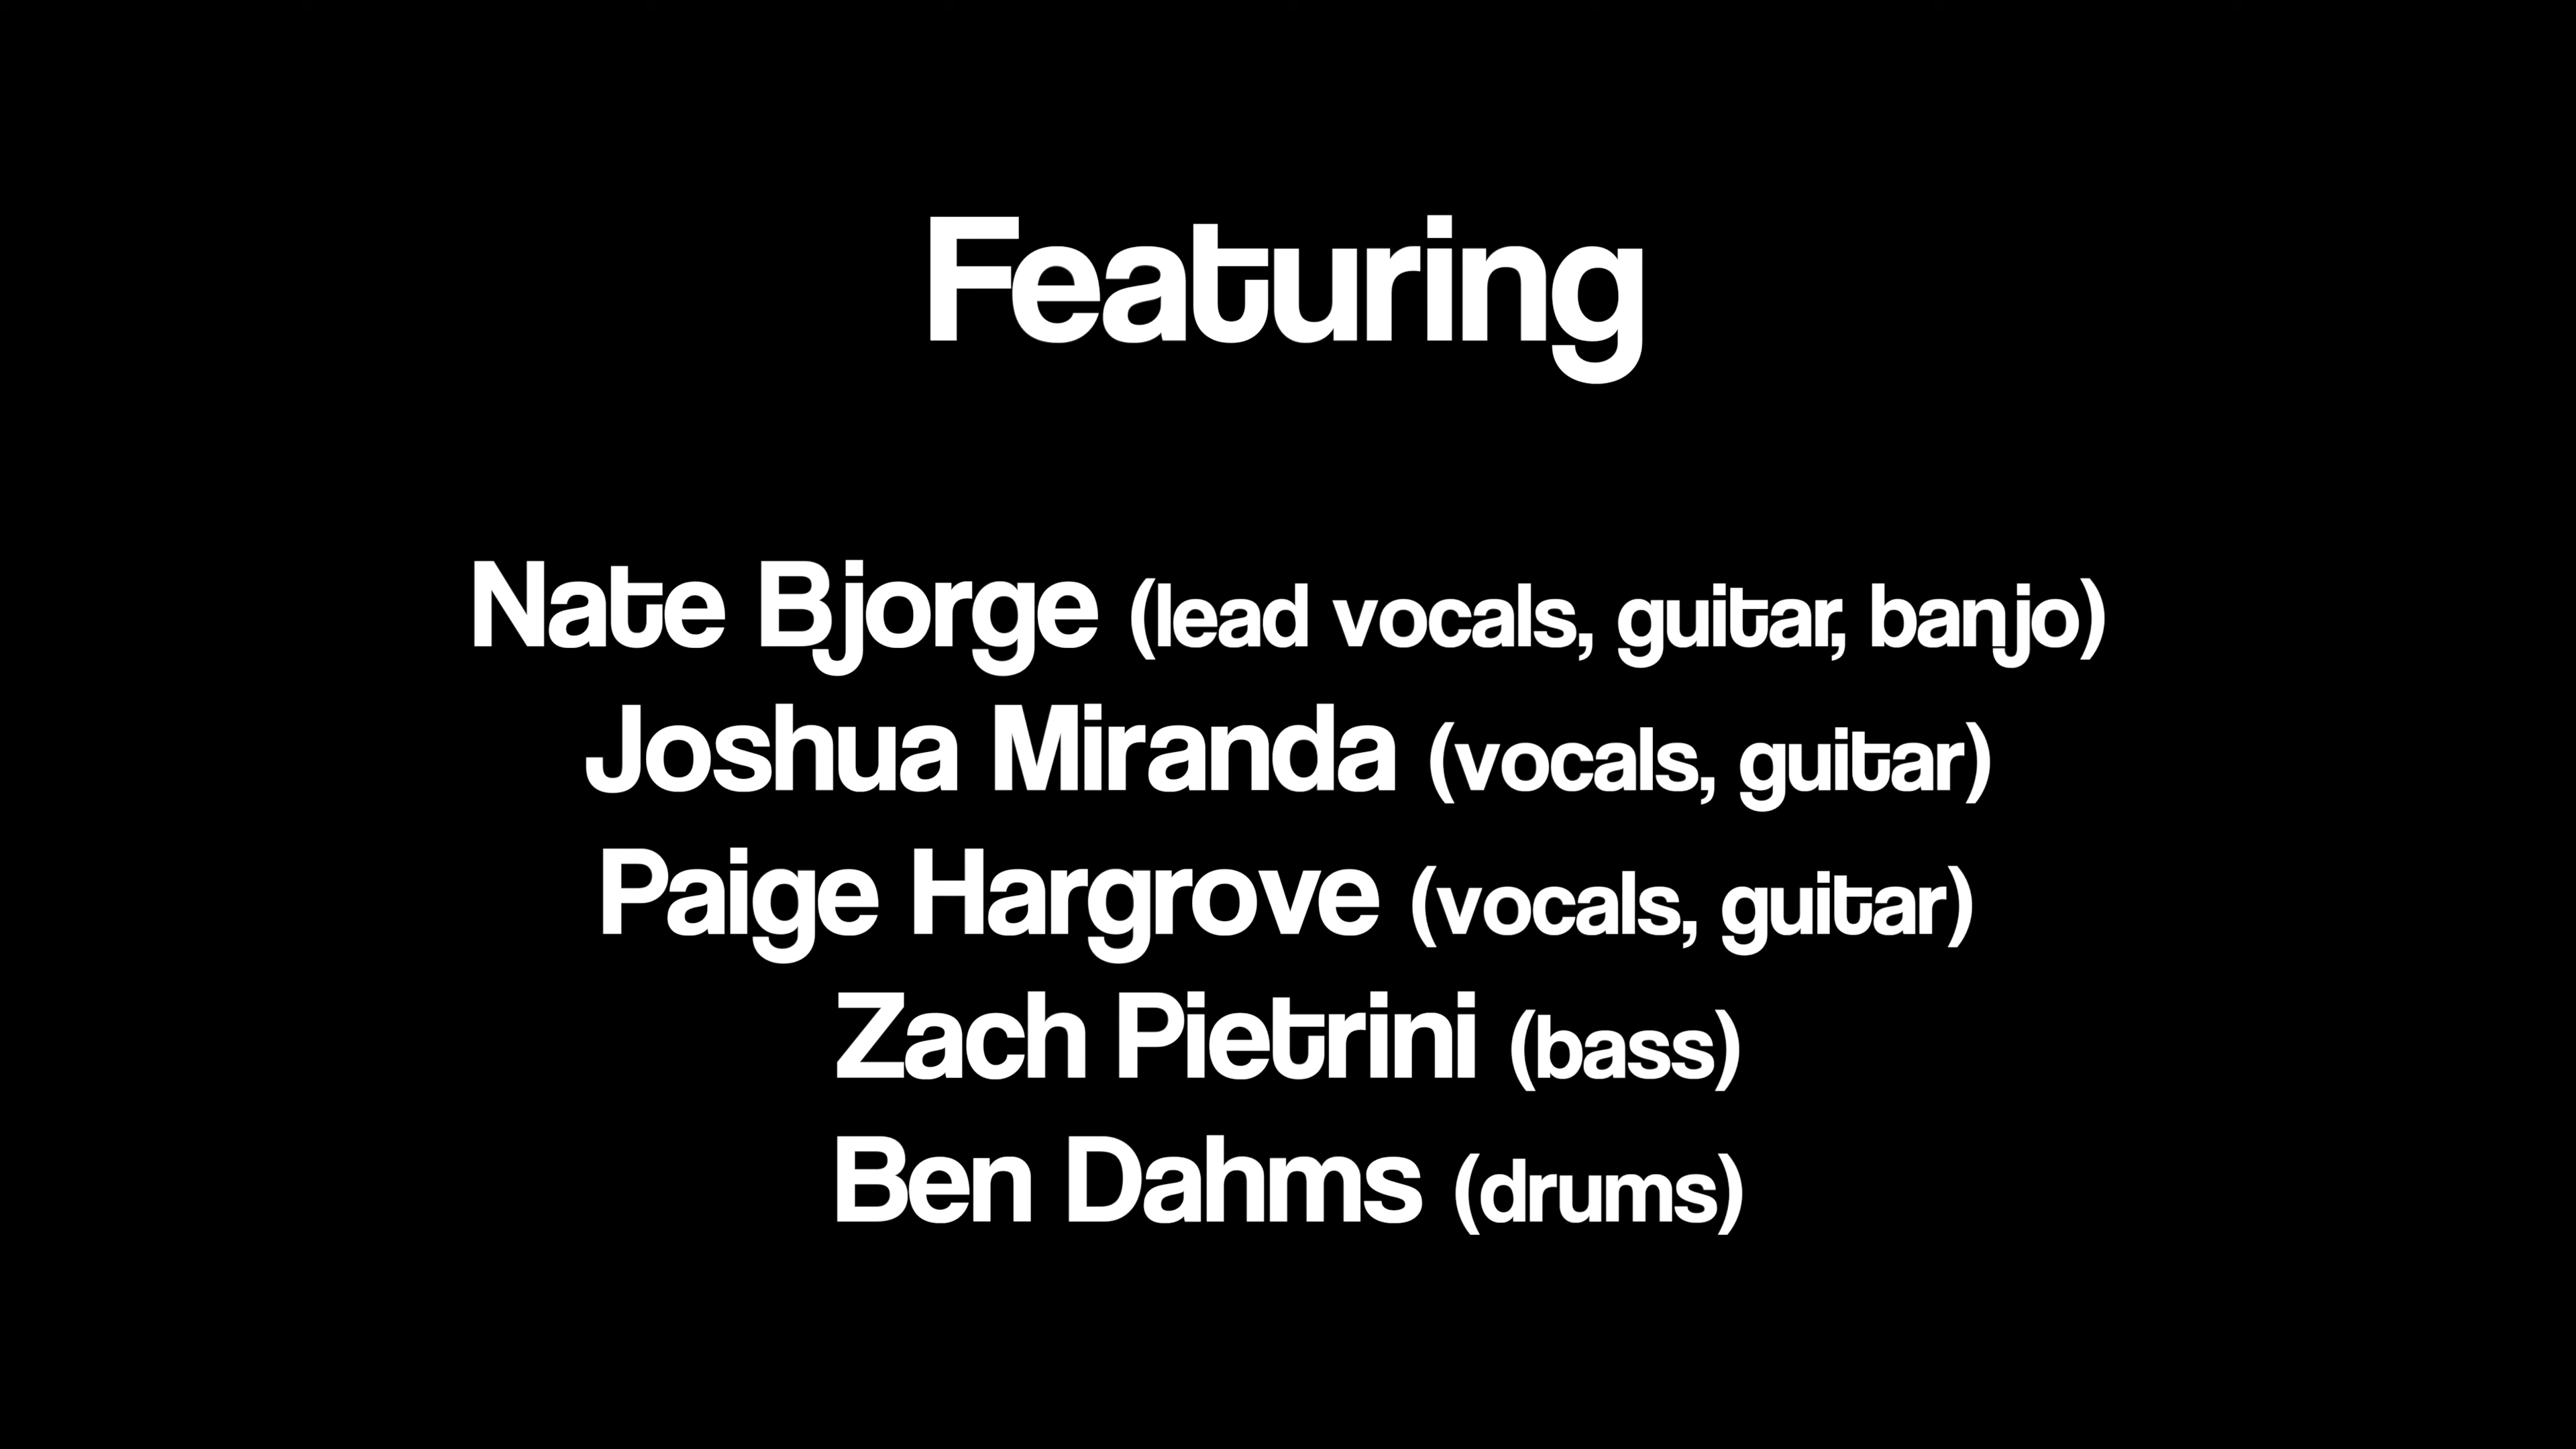 Featuring
Nate Bjorge (lead vocals, guitar, banjo)
Joshua Miranda (vocals, guitar)
Paige Hargrove (vocals, guitar)
Zach Pietrini (bass)
Ben Dahms (drums)